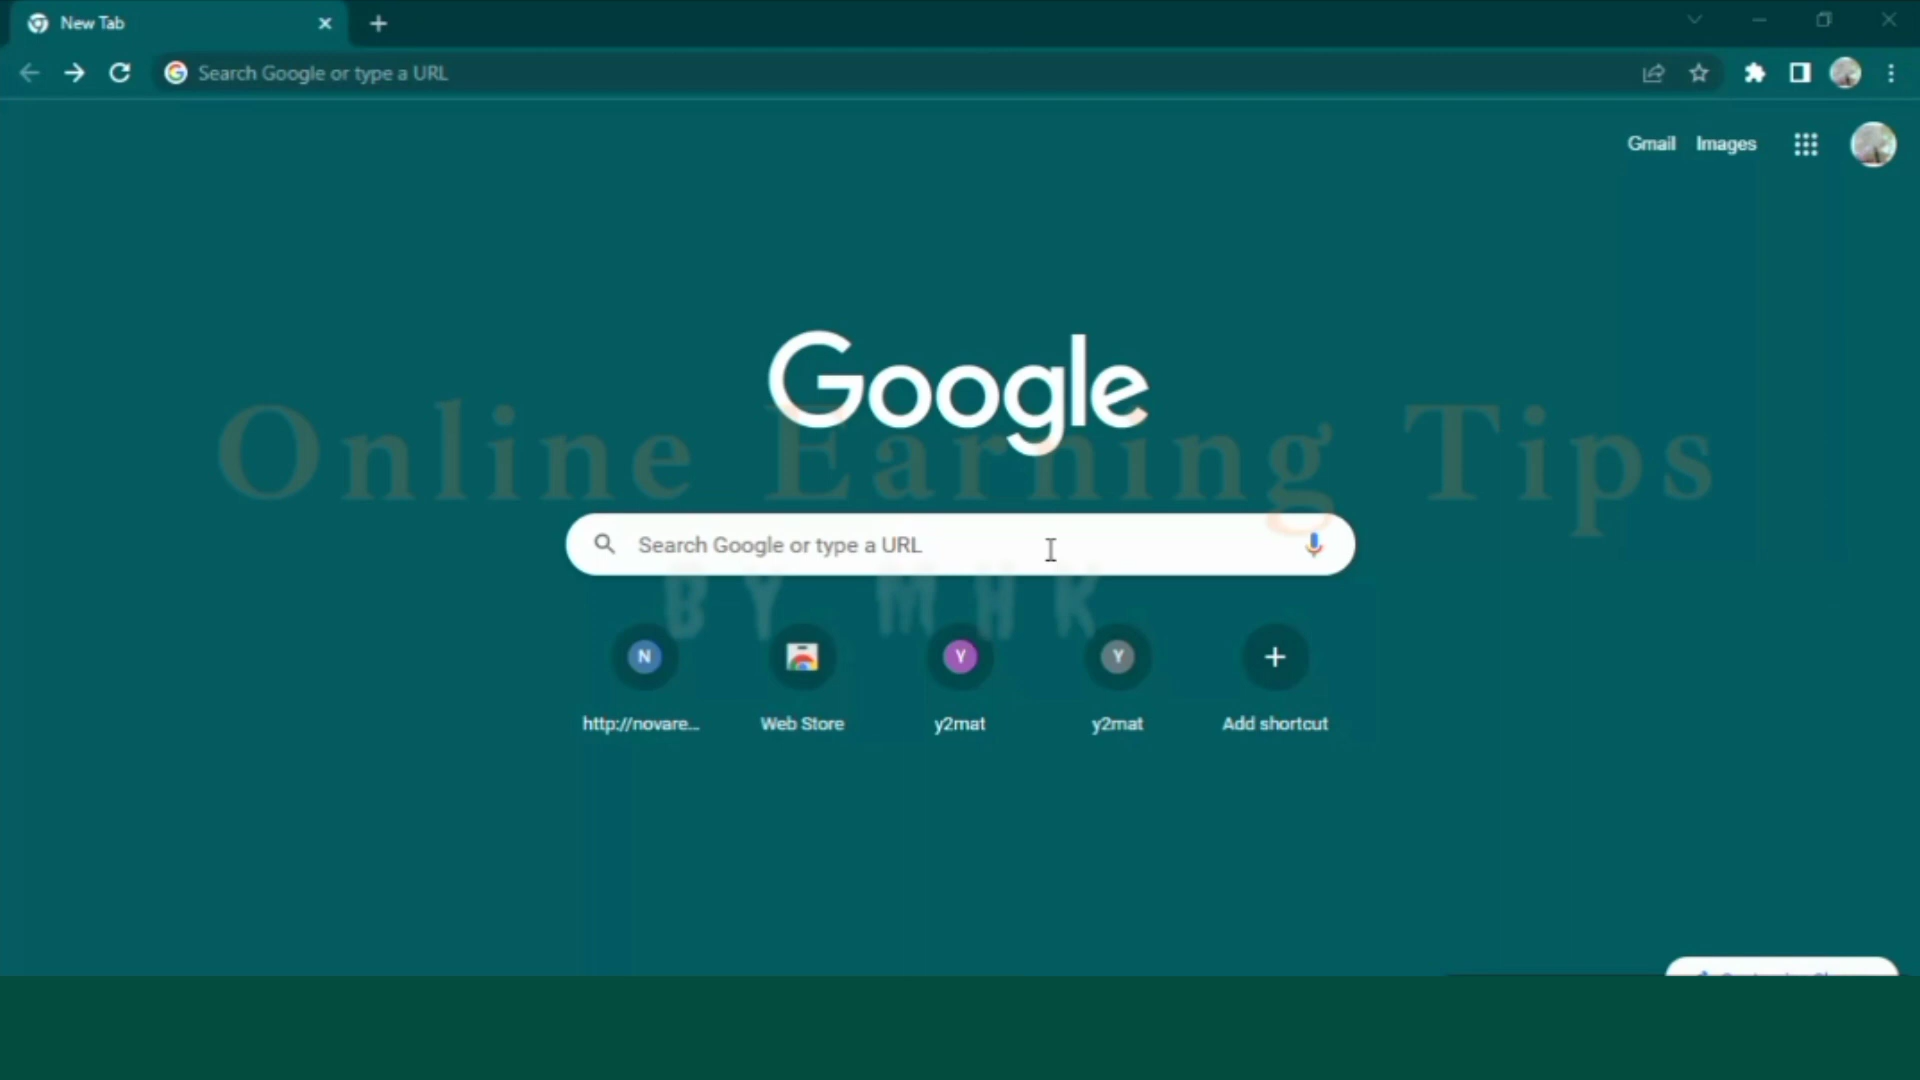 New Tab
Search Google or type a URL
Gmail Images
Google
Online Earning Tips
Search Google or type a URL
BY MHK
N Y Y
http://novare... Web Store y2mat y2mat Add shortcut